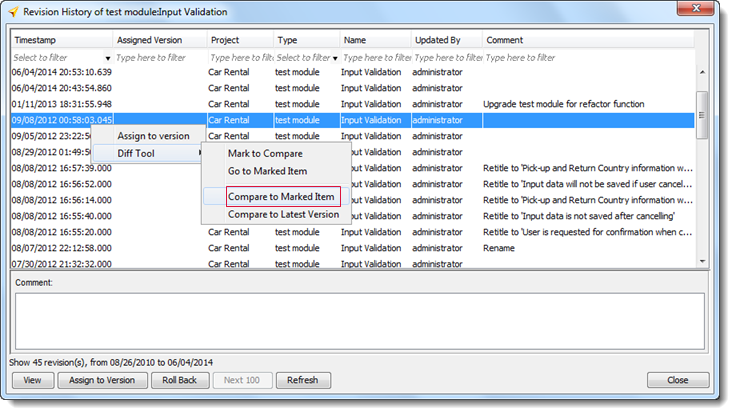 Revision History of test module:Input Validation
Timestamp Assigned Version Project Type Name Updated By Comment
Select to filter Type here to filter Type here to filter Select to filter Type here to filter Type here to filter Type here to filter
06/04/2014 20:53:10.639 Car Rental test module Input Validation administrator
06/04/2014 20:43:54.860 Car Rental test module Input Validation administrator
01/11/2013 18:31:55.948 Car Rental test module Input Validation administrator Upgrade test module for refactor function
09/08/2012 00:58:03.045 Car Rental test module Input Validation administrator
09/05/2012 23:22:5 Car Rental test module Input Validation administrator
Assign to version
08/29/2012 01:49:5 administrator
Diff Tool
Mark to Compare
08/08/2012 16:57:39.000 administrator Retitle to 'Pick-up and Return Country information w...
Go to Marked Item
08/08/2012 16:56:52.000 administrator Retitle to 'Input data will not be saved if user cancel...
08/08/2012 16:56:14.000 administrator Retitle to 'Pick-up and Return Country information w...
Compare to Marked Item
08/08/2012 16:55:40.000 administrator Retitle to 'Input data is not saved after cancelling'
Compare to Latest Version
08/08/2012 16:55:20.000 Car Rental test module Input Validation administrator Retitle to 'User is requested for confirmation when c...
08/07/2012 22:12:58.000 Car Rental test module Input Validation administrator Rename
07/30/2012 21:32:32.000 Car Rental test module Input Validation administrator
Comment:
Show 45 revision(s), from 08/26/2010 to 06/04/2014
View Assign to Version Roll Back Next 100 Refresh Close